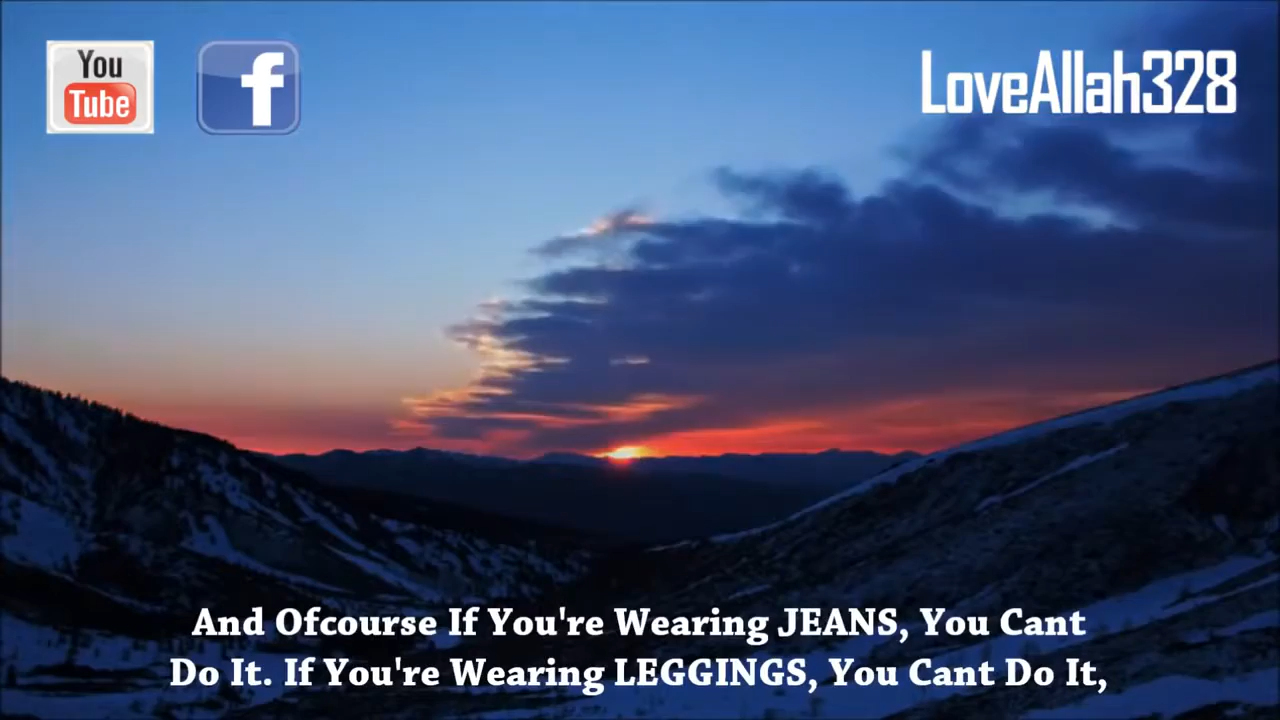 You
Tube
f
LoveAllah328
And Ofcourse If You're Wearing JEANS, You Cant
Do It. If You're Wearing LEGGINGS, You Cant Do It,